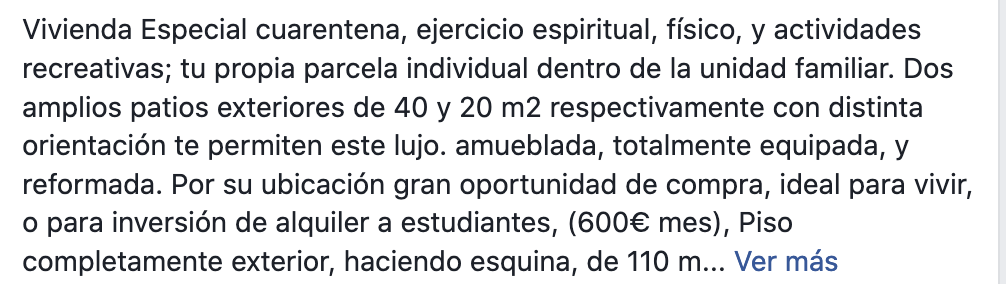 Vivienda Especial cuarentena, ejercicio espiritual, físico, y actividades
recreativas; tu propia parcela individual dentro de la unidad familiar. Dos
amplios patios exteriores de 40 y 20 m2 respectivamente con distinta
orientación te permiten este lujo. amueblada, totalmente equipada, y
reformada. Por su ubicación gran oportunidad de compra, ideal para vivir,
o para inversión de alquiler a estudiantes, (600€ mes), Piso
completamente exterior, haciendo esquina, de 110 m... Ver más